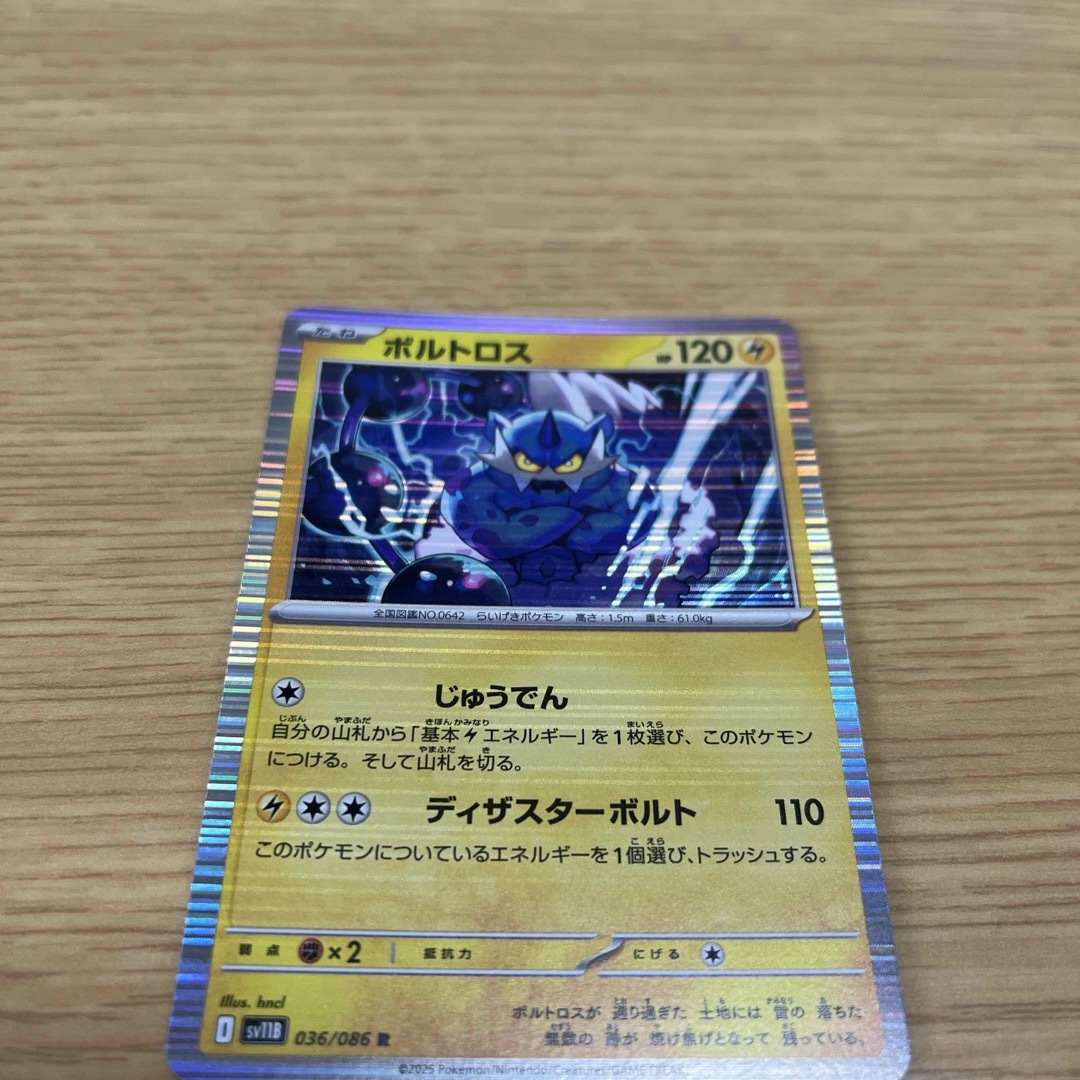 たね ボルトロス HP 120
全国図鑑NO.0642 らいげきポケモン 高さ:1.5m 重さ:61.0kg
じゅうでん
自分の山札から「基本エネルギー」を1枚選び、このポケモン
につける。そして山札を切る。
ディザスターボルト 110
このポケモンについているエネルギーを1個選び、トラッシュする。
弱点 ×2 抵抗力 にげる
Illus. hncl
ボルトロスが 通り過ぎた 土地には 雷の 落ちた
無数の 跡が 焼け焦げとなって 残っている。
I SV11B 036/086 R
©2025 Pokémon/Nintendo/Creatures/GAME FREAK